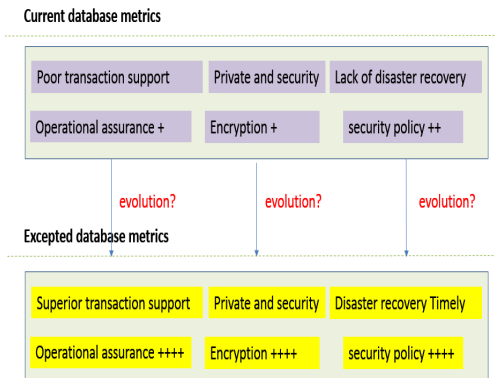 Current database metrics
Poor transaction support Private and security Lack of disaster recovery
Operational assurance + Encryption + security policy ++
evolution? evolution? evolution?
Excepted database metrics
Superior transaction support Private and security Disaster recovery Timely
Operational assurance ++++ Encryption ++++ security policy ++++